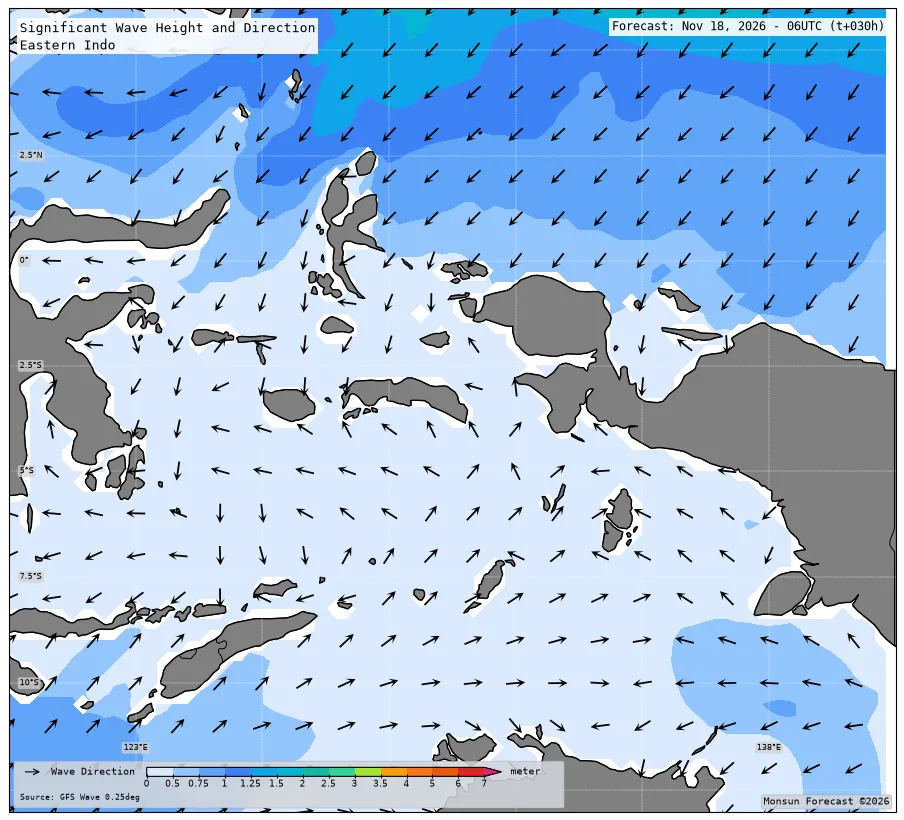 Significant Wave Height and Direction
Eastern Indo
Forecast: Nov 18, 2026 - 06UTC (t+030h)
2.5°N
0°
2.5°S
5°S
7.5°S
10°S
123°E
138°E
Wave Direction
meter
0 0.5 0.75 1 1.25 1.5 2 2.5 3 3.5 4 5 6 7
Source: GFS Wave 0.25deg
Monsun Forecast ©2026